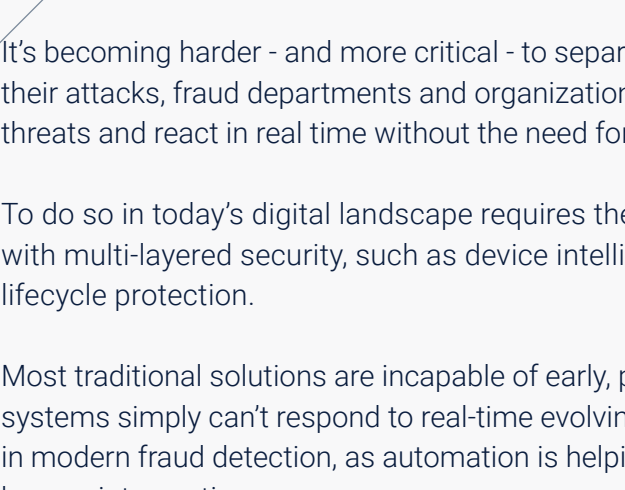 It's becoming harder - and more critical - to separ
their attacks, fraud departments and organization
threats and react in real time without the need for
To do so in today's digital landscape requires the
with multi-layered security, such as device intelli
lifecycle protection.
Most traditional solutions are incapable of early, p
systems simply can't respond to real-time evolvin
in modern fraud detection, as automation is helpi